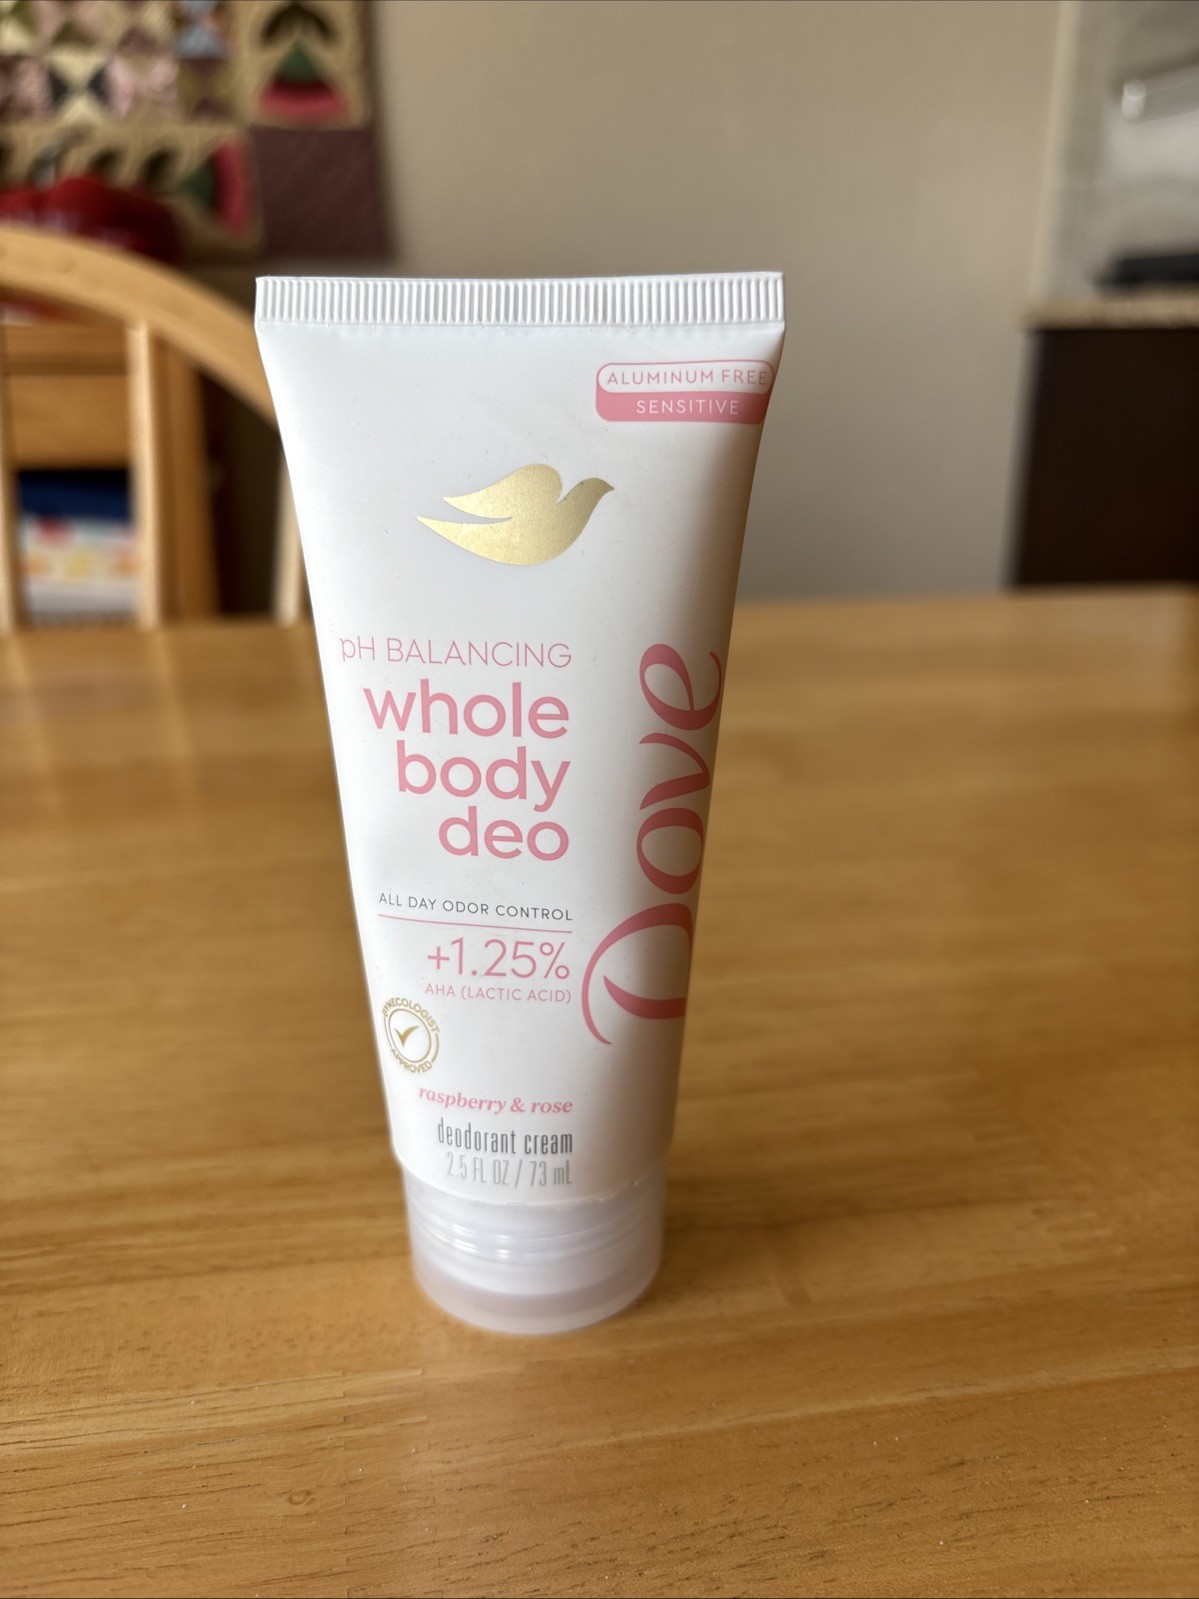 ALUMINUM FREE
SENSITIVE
pH BALANCING
whole
body
deo
Dove
ALL DAY ODOR CONTROL
+1.25%
AHA (LACTIC ACID)
GYNECOLOGIST
APPROVED
raspberry & rose
deodorant cream
2.5 FL OZ / 73 mL